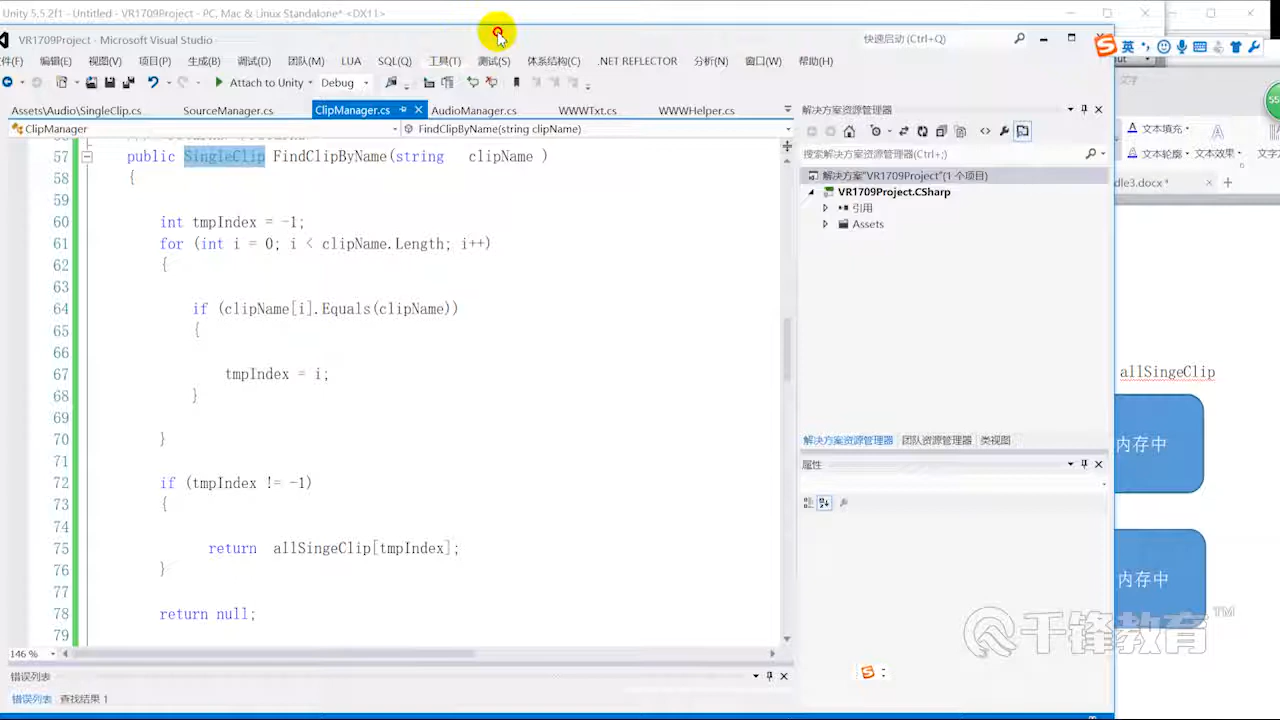 Unity 5.5.2f1 - Untitled - VR1709Project - PC, Mac & Linux Standalone* <DX11>
VR1709Project - Microsoft Visual Studio
快速启动 (Ctrl+Q)
英
件(F) 编辑(E) 视图(V) 项目(P) 生成(B) 调试(D) 团队(M) LUA SQL 工具(T) 测试(S) 体系结构(C) .NET REFLECTOR 分析(N) 窗口(W) 帮助(H)
Attach to Unity Debug
文字
Assets\Audio\SingleClip.cs SourceManager.cs ClipManager.cs AudioManager.cs WWWTxt.cs WWWHelper.cs
解决方案资源管理器
55
ClipManager FindClipByName(string clipName)
A 文本填充
A 文本轮廓 文本效果
搜索解决方案资源管理器(Ctrl+;)
解决方案"VR1709Project"(1 个项目)
dle3.docx *
VR1709Project.CSharp
引用
Assets
57 public SingleClip FindClipByName(string clipName )
58 {
59
60 int tmpIndex = -1;
61 for (int i = 0; i < clipName.Length; i++)
62 {
63
64 if (clipName[i].Equals(clipName))
65 {
66
67 tmpIndex = i;
68 }
69
70 }
71
72 if (tmpIndex != -1)
73 {
74
75 return allSingeClip[tmpIndex];
76 }
77
78 return null;
79
allSingeClip
内存中
内存中
解决方案资源管理器 团队资源管理器 类视图
属性
千锋教育™
146 %
错误列表
错误列表 查找结果 1